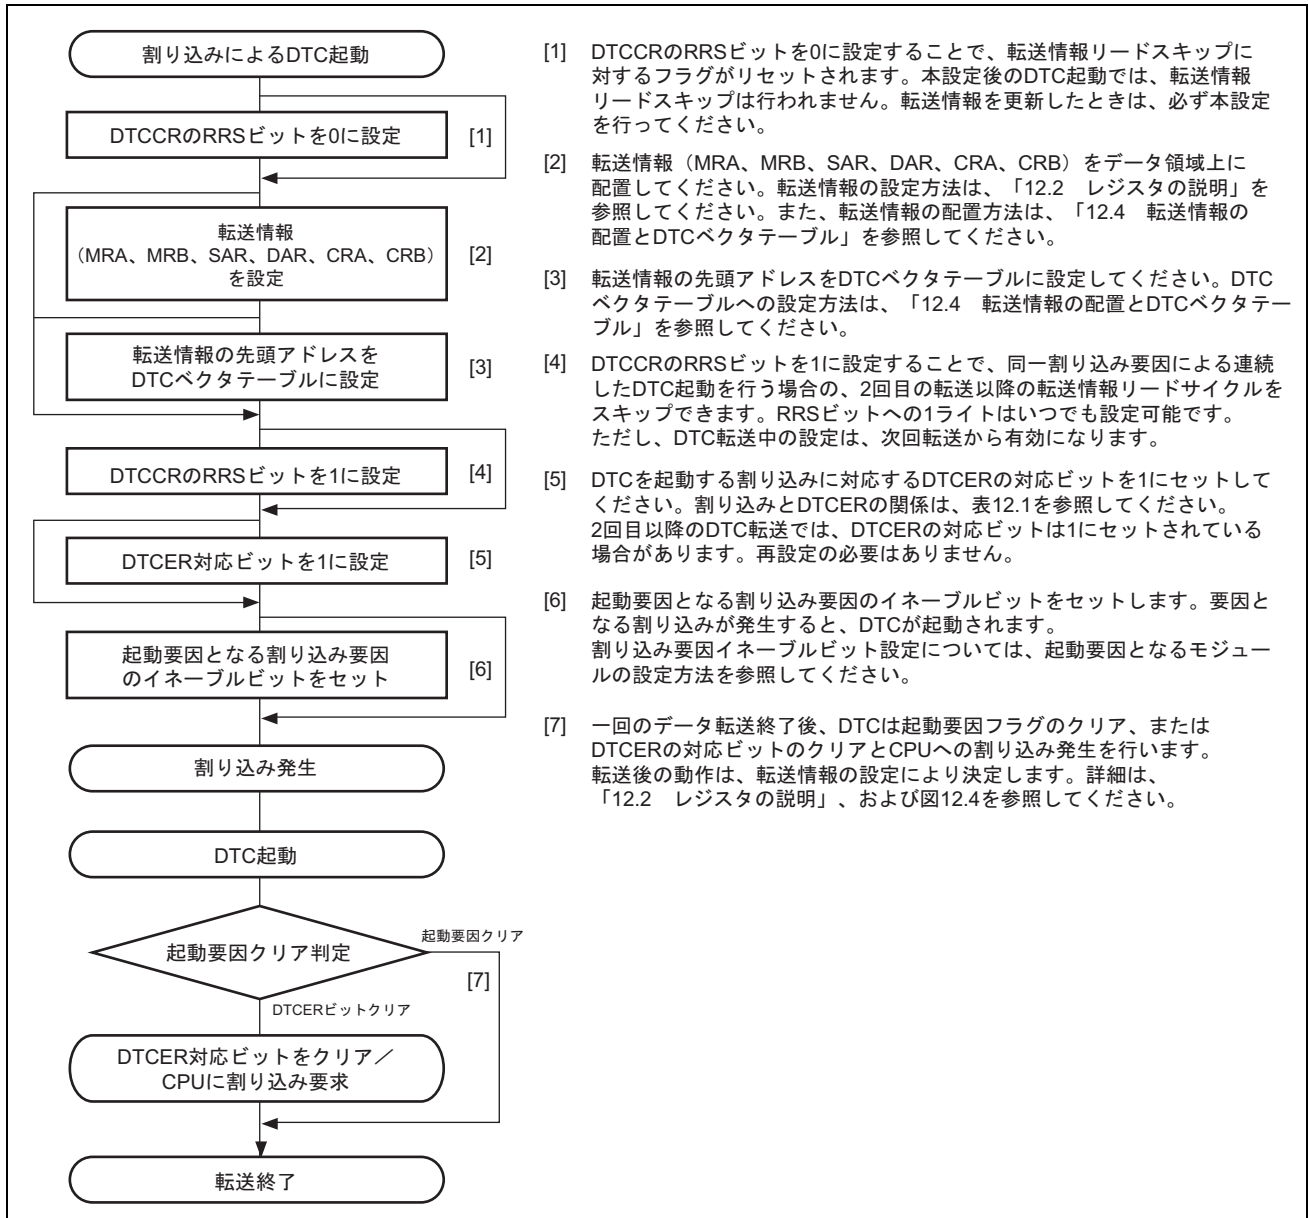 割り込みによるDTC起動
DTCCRのRRSビットを0に設定
[1]
転送情報
（MRA、MRB、SAR、DAR、CRA、CRB）
を設定
[2]
転送情報の先頭アドレスを
DTCベクタテーブルに設定
[3]
DTCCRのRRSビットを1に設定
[4]
DTCER対応ビットを1に設定
[5]
起動要因となる割り込み要因
のイネーブルビットをセット
[6]
割り込み発生
DTC起動
起動要因クリア判定
起動要因クリア
[7]
DTCERビットクリア
DTCER対応ビットをクリア／
CPUに割り込み要求
転送終了
[1] DTCCRのRRSビットを0に設定することで、転送情報リードスキップに
対するフラグがリセットされます。本設定後のDTC起動では、転送情報
リードスキップは行われません。転送情報を更新したときは、必ず本設定
を行ってください。
[2] 転送情報（MRA、MRB、SAR、DAR、CRA、CRB）をデータ領域上に
配置してください。転送情報の設定方法は、「12.2　レジスタの説明」を
参照してください。また、転送情報の配置方法は、「12.4　転送情報の
配置とDTCベクタテーブル」を参照してください。
[3] 転送情報の先頭アドレスをDTCベクタテーブルに設定してください。DTC
ベクタテーブルへの設定方法は、「12.4　転送情報の配置とDTCベクタテー
ブル」を参照してください。
[4] DTCCRのRRSビットを1に設定することで、同一割り込み要因による連続
したDTC起動を行う場合の、2回目の転送以降の転送情報リードサイクルを
スキップできます。RRSビットへの1ライトはいつでも設定可能です。
ただし、DTC転送中の設定は、次回転送から有効になります。
[5] DTCを起動する割り込みに対応するDTCERの対応ビットを1にセットして
ください。割り込みとDTCERの関係は、表12.1を参照してください。
2回目以降のDTC転送では、DTCERの対応ビットは1にセットされている
場合があります。再設定の必要はありません。
[6] 起動要因となる割り込み要因のイネーブルビットをセットします。要因と
なる割り込みが発生すると、DTCが起動されます。
割り込み要因イネーブルビット設定については、起動要因となるモジュー
ルの設定方法を参照してください。
[7] 一回のデータ転送終了後、DTCは起動要因フラグのクリア、または
DTCERの対応ビットのクリアとCPUへの割り込み発生を行います。
転送後の動作は、転送情報の設定により決定します。詳細は、
「12.2　レジスタの説明」、および図12.4を参照してください。